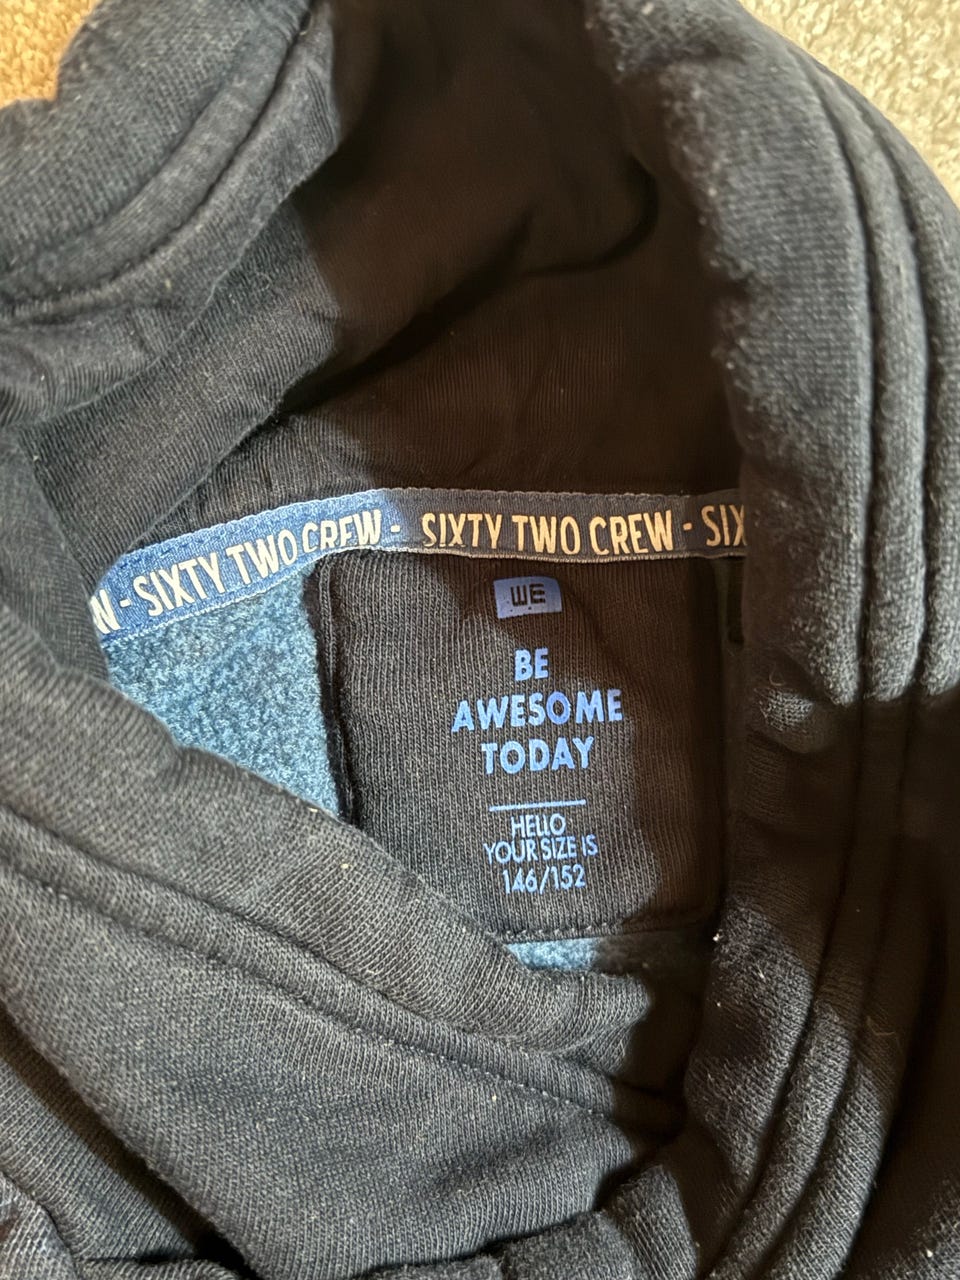 N - SIXTY TWO CREW - SIXTY TWO CREW - SIX
WE
BE
AWESOME
TODAY
HELLO
YOUR SIZE IS
146/152